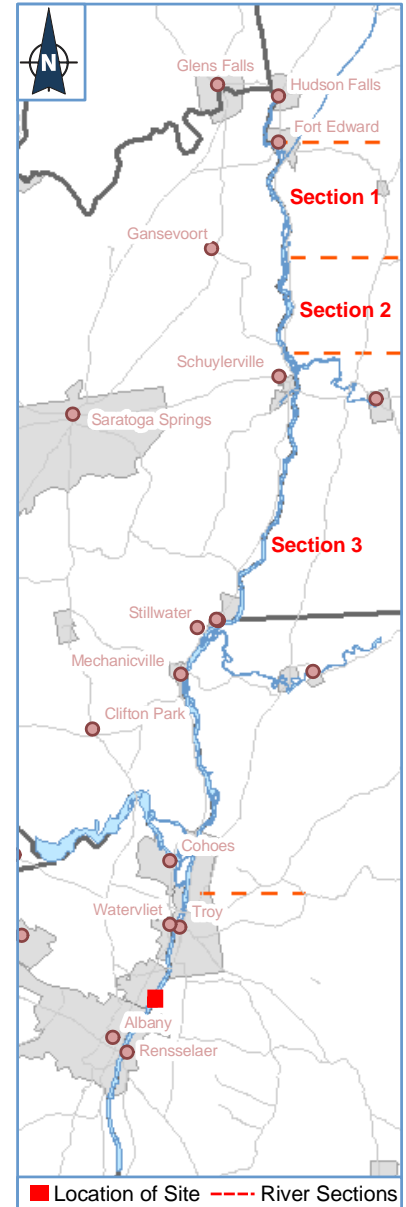 N
Glens Falls
Hudson Falls
Fort Edward
Section 1
Gansevoort
Section 2
Schuylerville
Saratoga Springs
Section 3
Stillwater
Mechanicville
Clifton Park
Cohoes
Watervliet
Troy
Albany
Rensselaer
Location of Site
River Sections